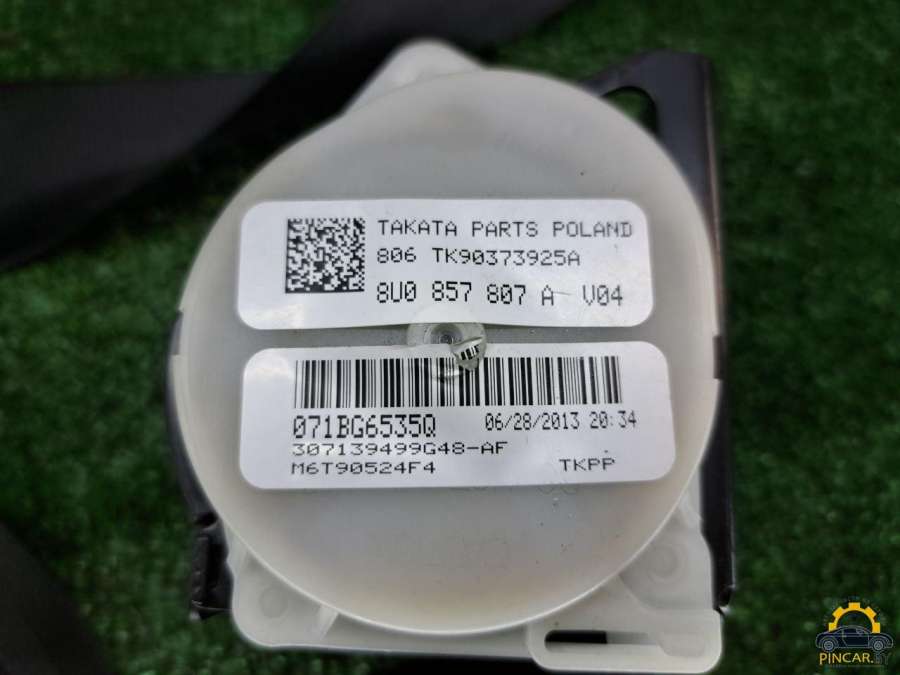 TAKATA PARTS POLAND
806 TK90373925A
8U0 857 807 A V04
071BG6535Q 06/28/2013 20:34
307139499G48-AF
M6T90524F4 TKPP
PINCAR.BY